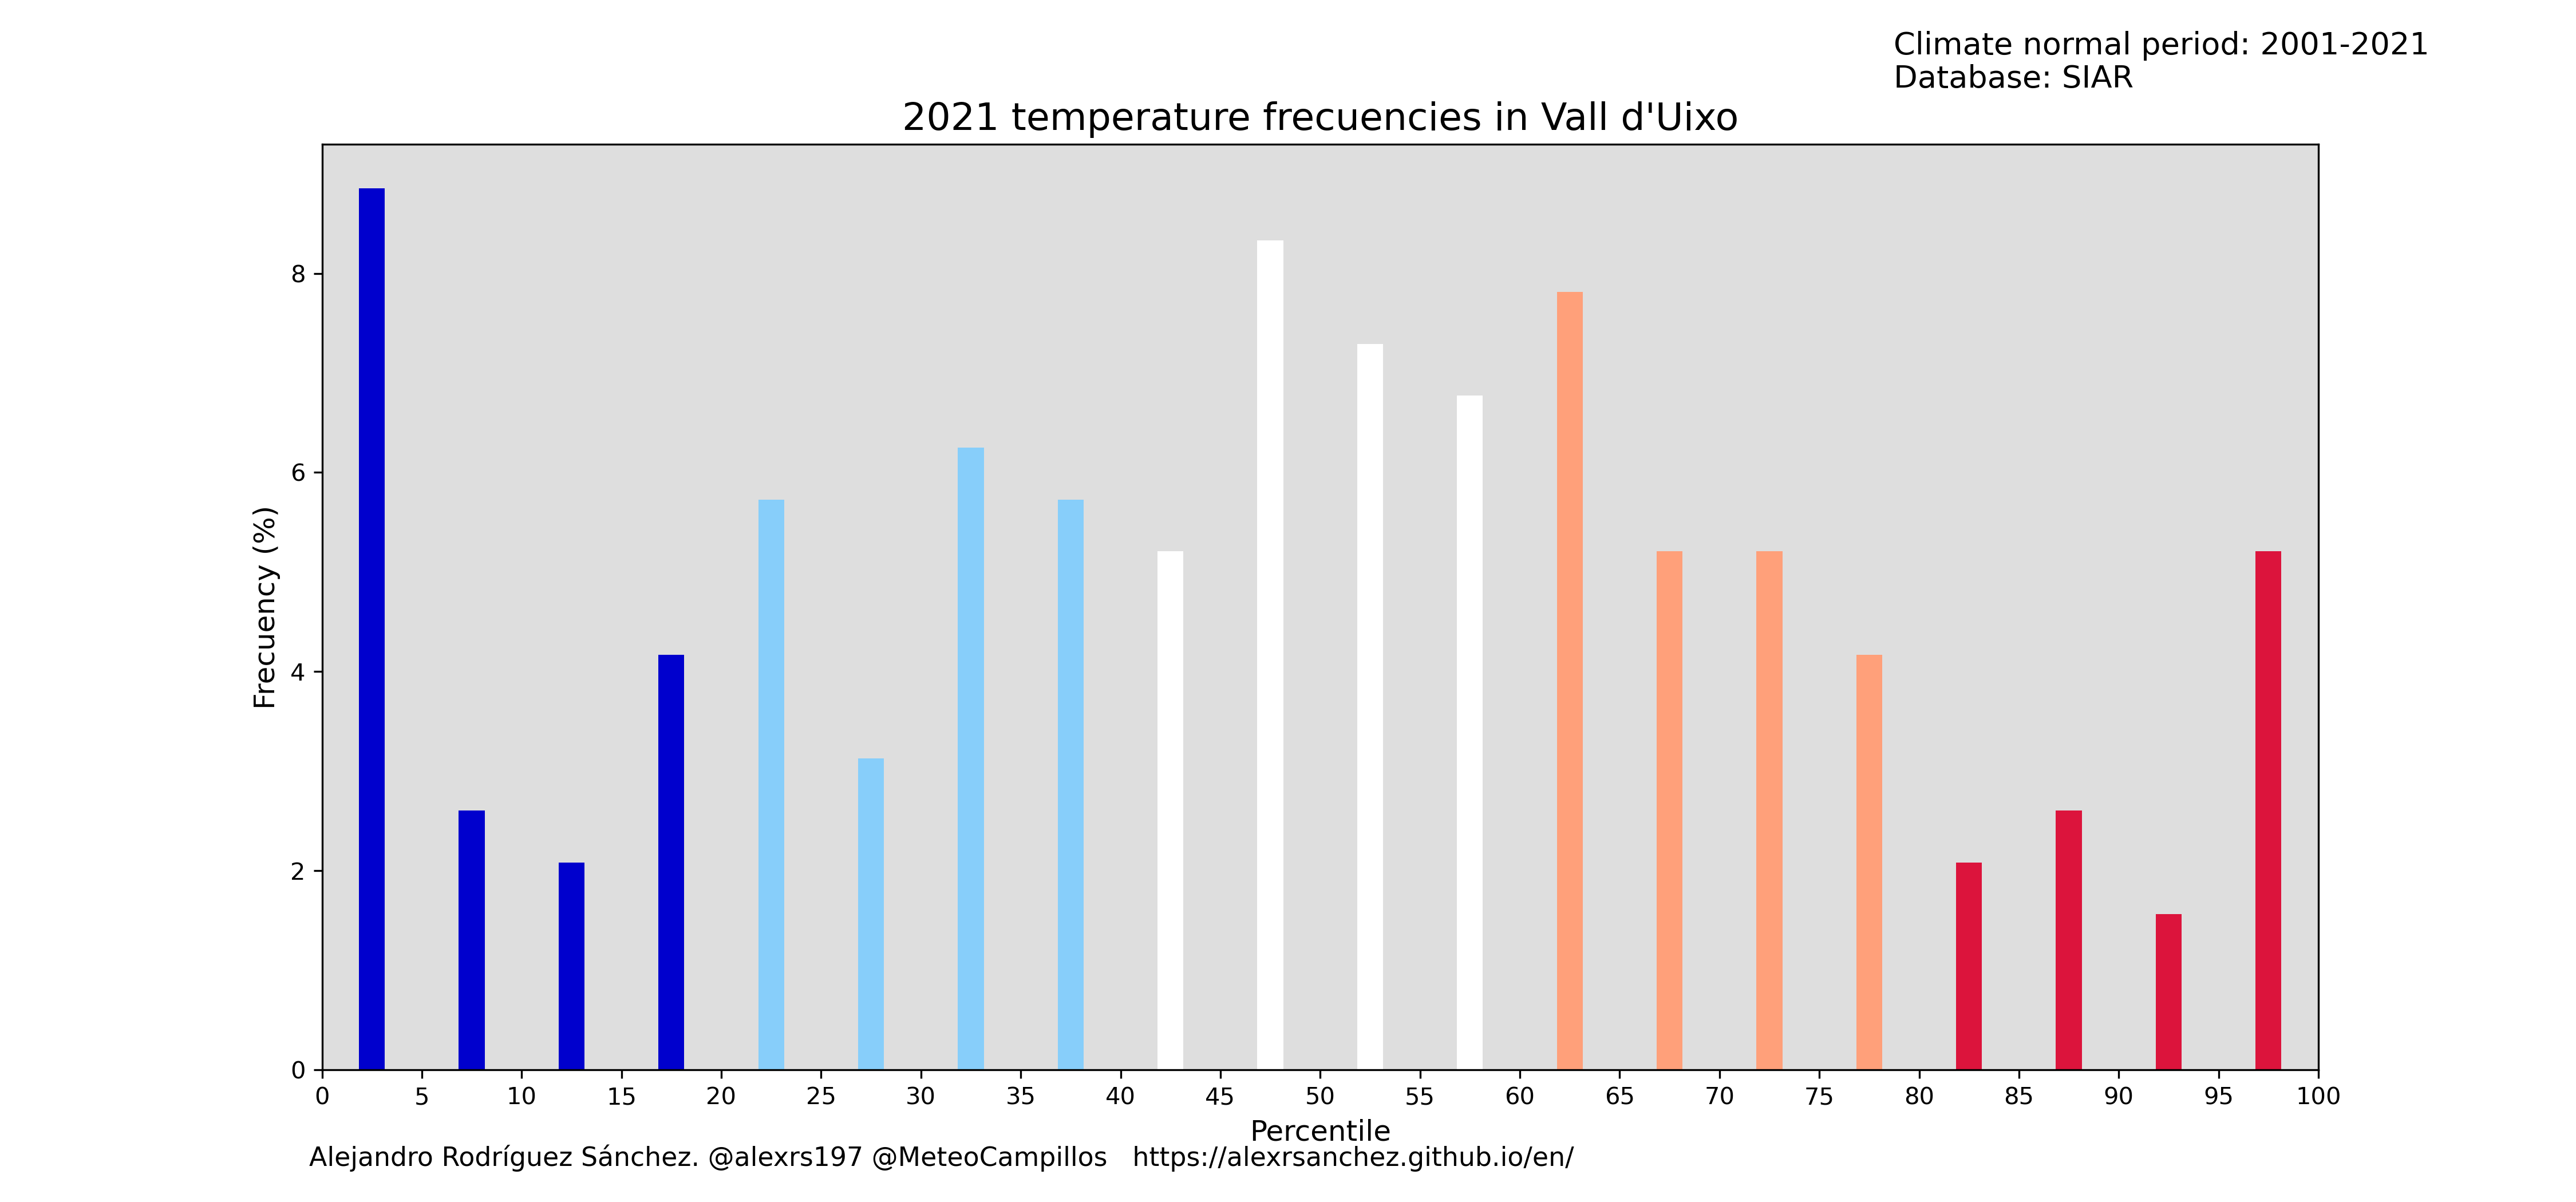 Climate normal period: 2001-2021
Database: SIAR
2021 temperature frecuencies in Vall d'Uixo
Frecuency (%)
8
6
4
2
0
0 5 10 15 20 25 30 35 40 45 50 55 60 65 70 75 80 85 90 95 100
Percentile
Alejandro Rodríguez Sánchez. @alexrs197 @MeteoCampillos https://alexrsanchez.github.io/en/